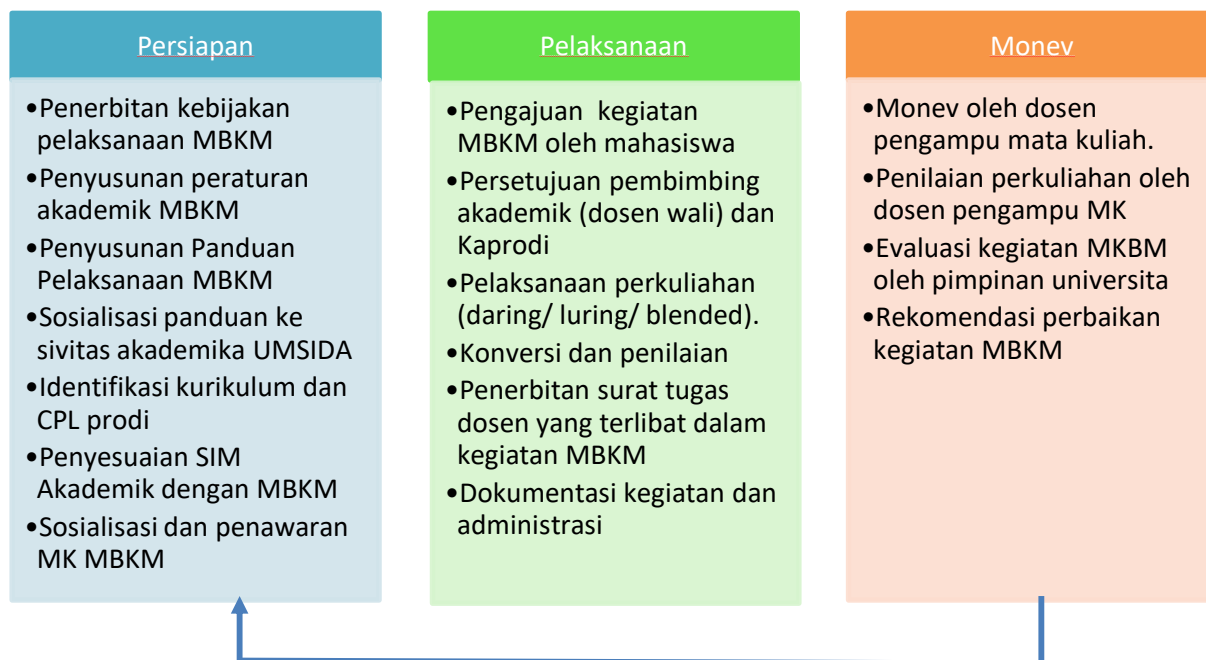 Persiapan
•Penerbitan kebijakan
pelaksanaan MBKM
•Penyusunan peraturan
akademik MBKM
•Penyusunan Panduan
Pelaksanaan MBKM
•Sosialisasi panduan ke
sivitas akademika UMSIDA
•Identifikasi kurikulum dan
CPL prodi
•Penyesuaian SIM
Akademik dengan MBKM
•Sosialisasi dan penawaran
MK MBKM
Pelaksanaan
•Pengajuan kegiatan
MBKM oleh mahasiswa
•Persetujuan pembimbing
akademik (dosen wali) dan
Kaprodi
•Pelaksanaan perkuliahan
(daring/ luring/ blended).
•Konversi dan penilaian
•Penerbitan surat tugas
dosen yang terlibat dalam
kegiatan MBKM
•Dokumentasi kegiatan dan
administrasi
Monev
•Monev oleh dosen
pengampu mata kuliah.
•Penilaian perkuliahan oleh
dosen pengampu MK
•Evaluasi kegiatan MKBM
oleh pimpinan universita
•Rekomendasi perbaikan
kegiatan MBKM